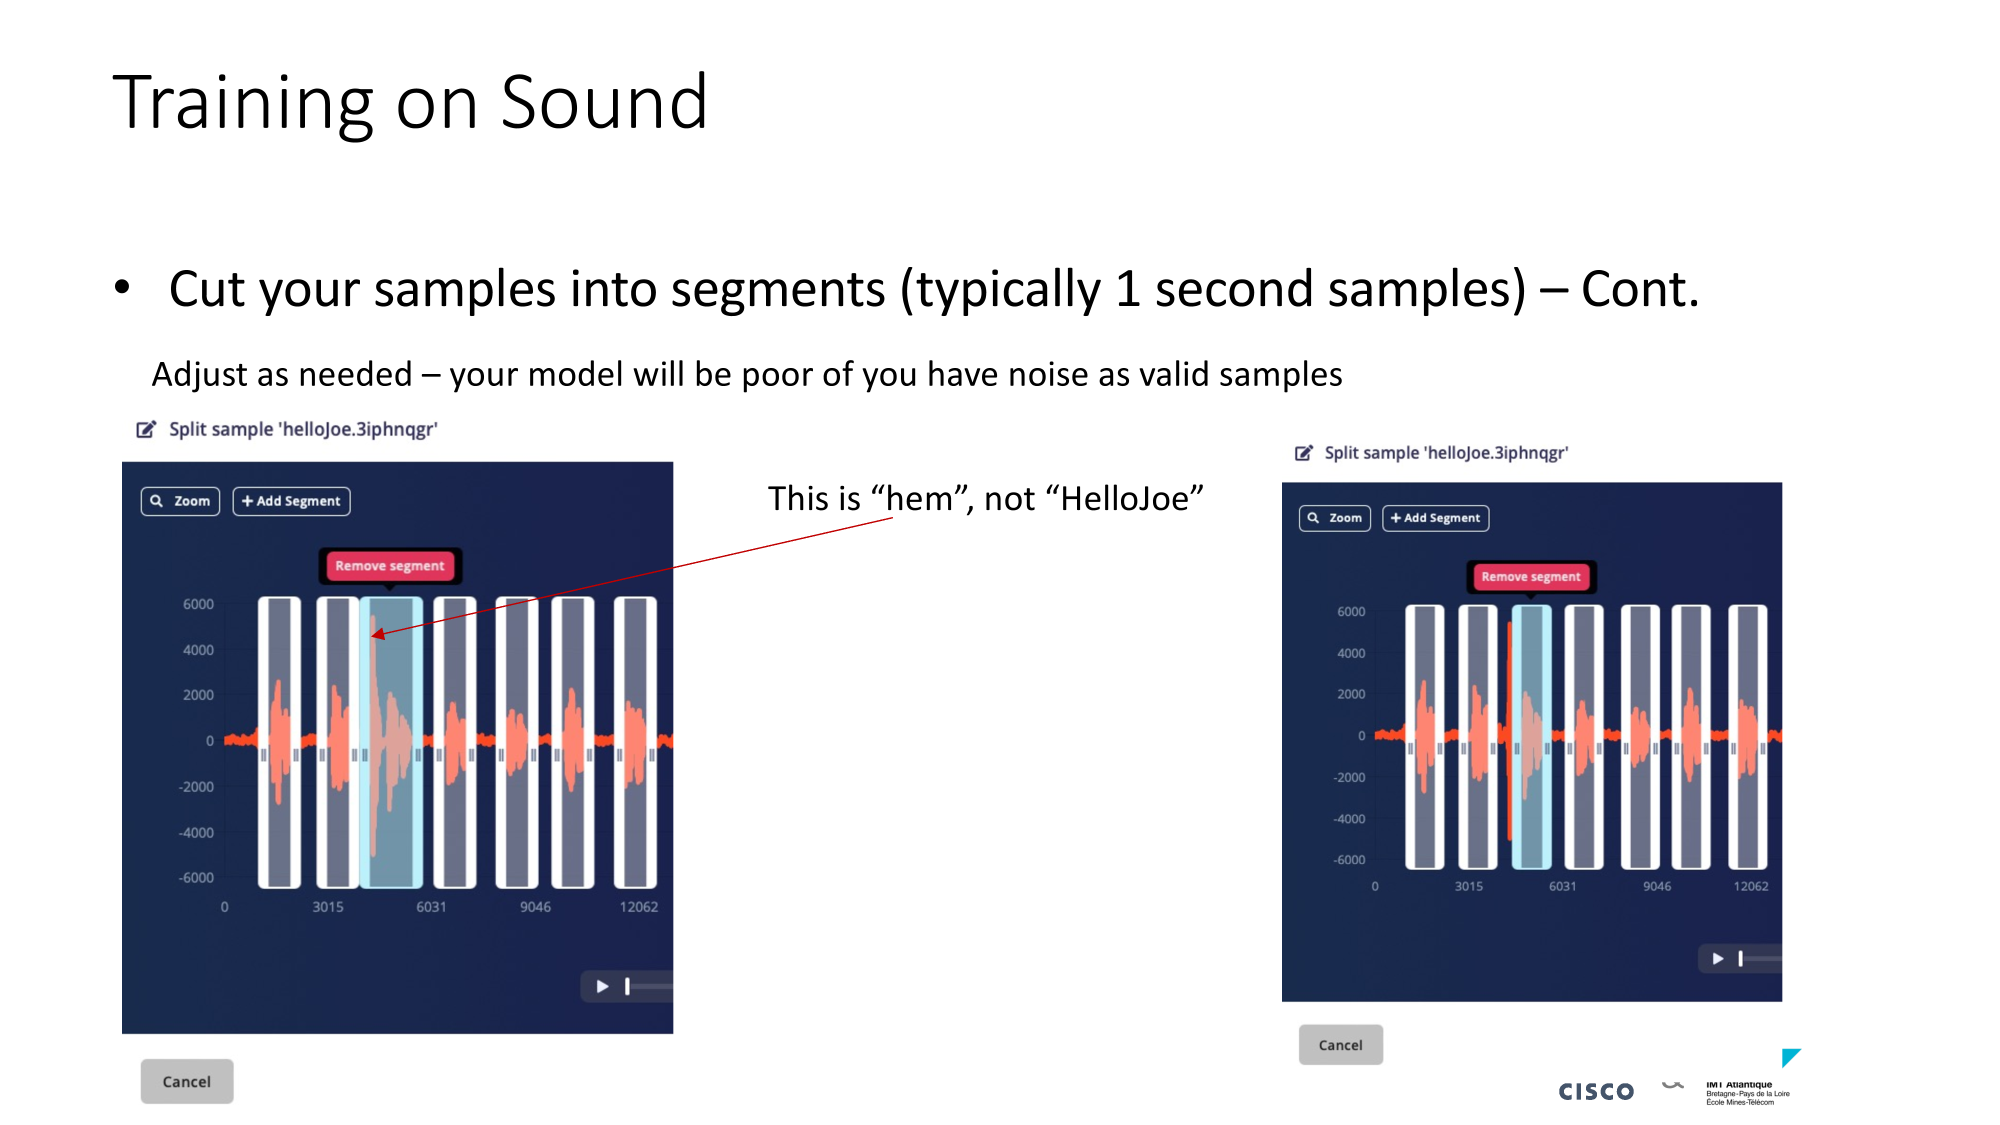 Training on Sound
• Cut your samples into segments (typically 1 second samples) – Cont.
Adjust as needed – your model will be poor of you have noise as valid samples
Split sample 'helloJoe.3iphnqgr'
Zoom
+ Add Segment
Remove segment
6000
4000
2000
0
-2000
-4000
-6000
0 3015 6031 9046 12062
Cancel
This is “hem”, not “HelloJoe”
Split sample 'helloJoe.3iphnqgr'
Zoom
+ Add Segment
Remove segment
6000
4000
2000
0
-2000
-4000
-6000
0 3015 6031 9046 12062
Cancel
CISCO
IMT Atlantique
Bretagne-Pays de la Loire
École Mines-Télécom